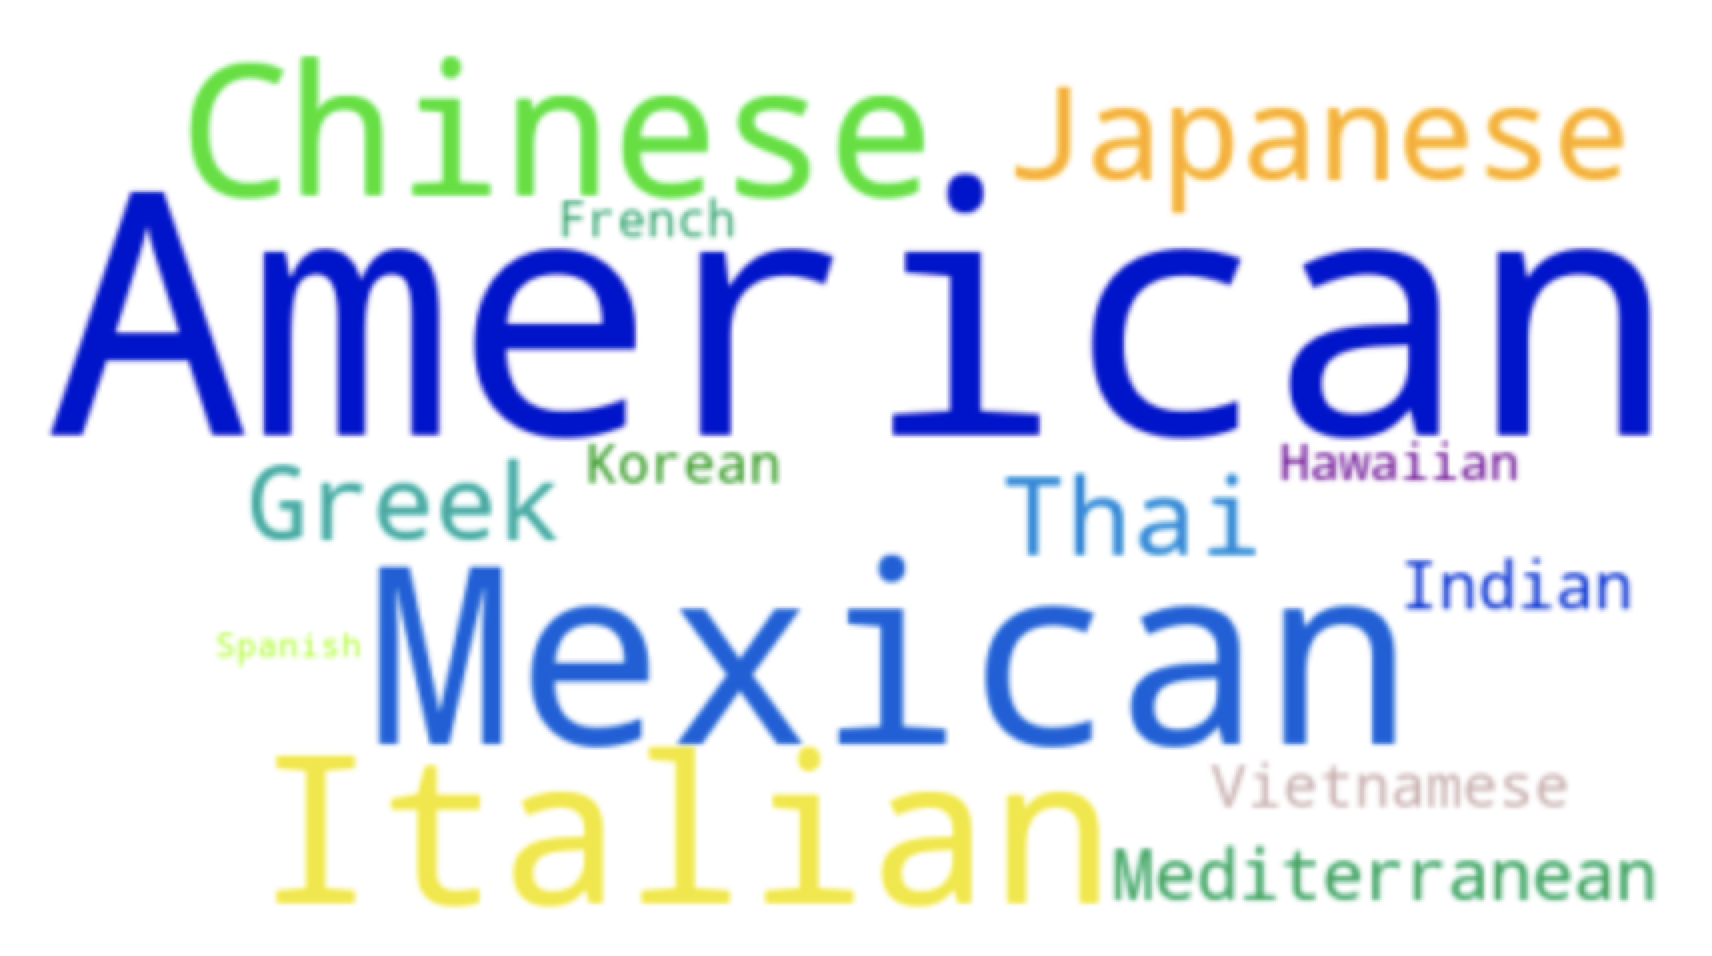 Chinese
Japanese
French
American
Korean
Hawaiian
Greek
Thai
Indian
Spanish
Mexican
Italian
Vietnamese
Mediterranean